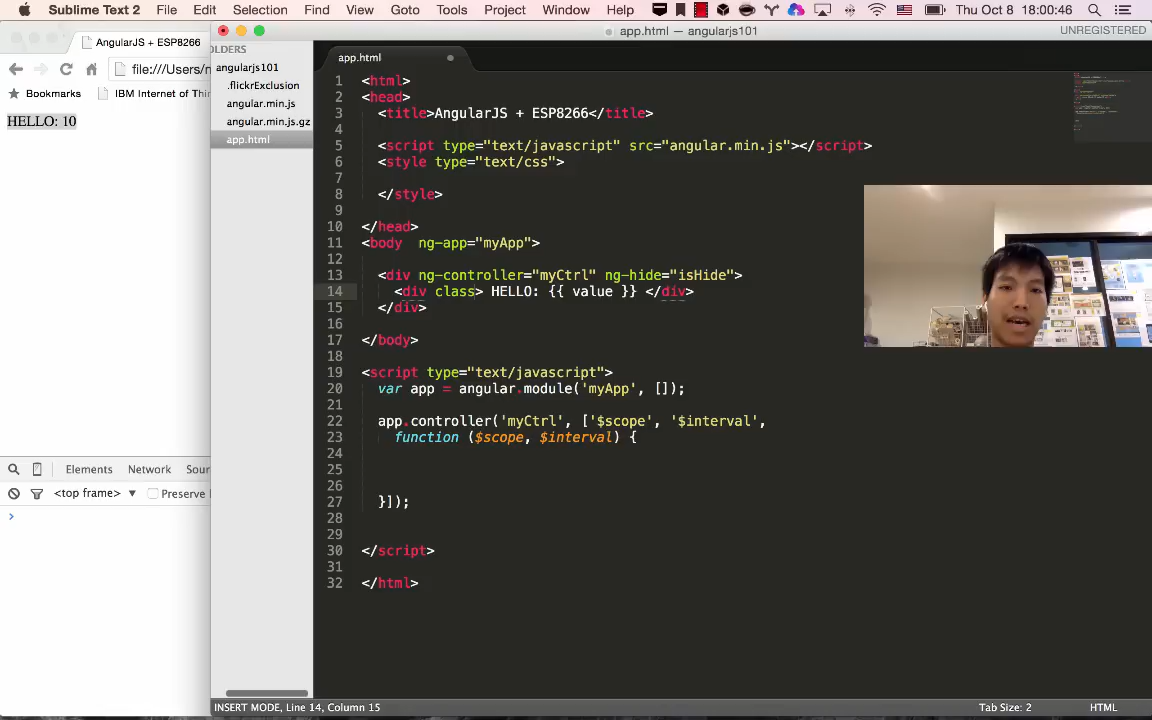 Sublime Text 2 File Edit Selection Find View Goto Tools Project Window Help Thu Oct 8 18:00:46
AngularJS + ESP8266
file:///Users/n
Bookmarks IBM Internet of Thi
HELLO: 10
Elements Network Sour
<top frame> Preserve
>
app.html — angularjs101 UNREGISTERED
OLDERS
angularjs101
.flickrExclusion
angular.min.js
angular.min.js.gz
app.html
app.html
1 <html>
2 <head>
3 <title>AngularJS + ESP8266</title>
4
5 <script type="text/javascript" src="angular.min.js"></script>
6 <style type="text/css">
7
8 </style>
9
10 </head>
11 <body ng-app="myApp">
12
13 <div ng-controller="myCtrl" ng-hide="isHide">
14 <div class> HELLO: {{ value }} </div>
15 </div>
16
17 </body>
18
19 <script type="text/javascript">
20 var app = angular.module('myApp', []);
21
22 app.controller('myCtrl', ['$scope', '$interval',
23 function ($scope, $interval) {
24
25
26
27 }]);
28
29
30 </script>
31
32 </html>
INSERT MODE, Line 14, Column 15 Tab Size: 2 HTML